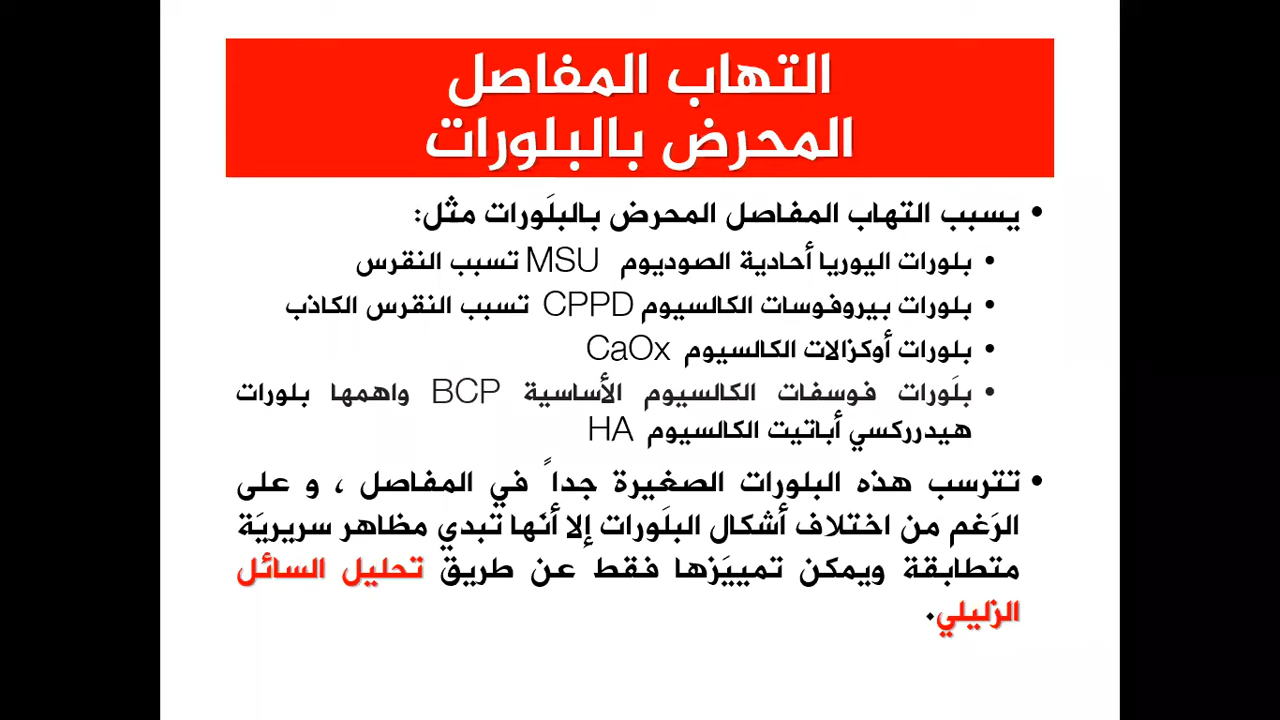 التهاب المفاصل
المحرض بالبلورات
• يسبب التهاب المفاصل المحرض بالبلَورات مثل:
• بلورات اليوريا أحادية الصوديوم MSU تسبب النقرس
• بلورات بيروفوسات الكالسيوم CPPD تسبب النقرس الكاذب
• بلورات أوكزالات الكالسيوم CaOx
• بلَورات فوسفات الكالسيوم الأساسية BCP واهمها بلورات
هيدرركسي أباتيت الكالسيوم HA
• تترسب هذه البلورات الصغيرة جداً في المفاصل ، و على
الرَغم من اختلاف أشكال البلَورات إلا أنَها تبدي مظاهر سريريَة
متطابقة ويمكن تمييَزها فقط عن طريق تحليل السائل
الزليلي.